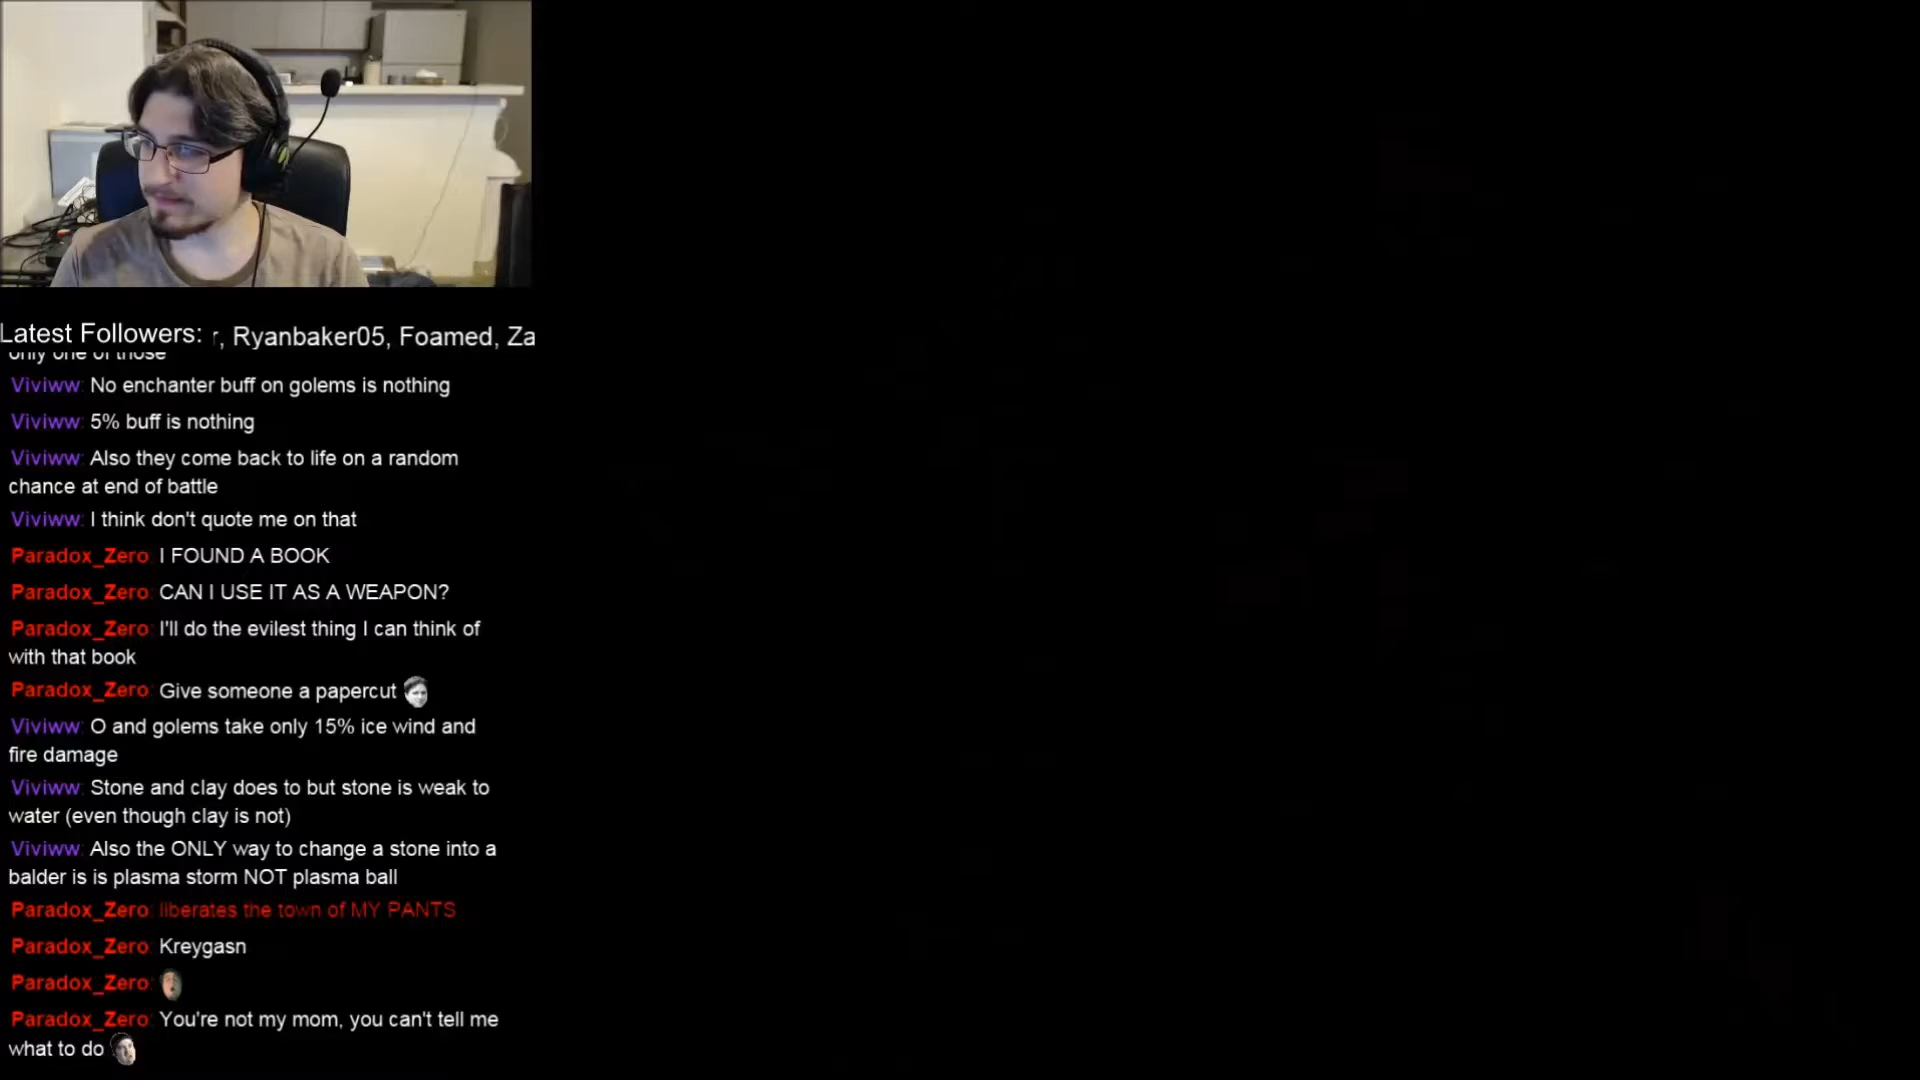 Latest Followers: r, Ryanbaker05, Foamed, Za
only one of those
Viviww: No enchanter buff on golems is nothing
Viviww: 5% buff is nothing
Viviww: Also they come back to life on a random
chance at end of battle
Viviww: I think don't quote me on that
Paradox_Zero: I FOUND A BOOK
Paradox_Zero: CAN I USE IT AS A WEAPON?
Paradox_Zero: I'll do the evilest thing I can think of
with that book
Paradox_Zero: Give someone a papercut
Viviww: O and golems take only 15% ice wind and
fire damage
Viviww: Stone and clay does to but stone is weak to
water (even though clay is not)
Viviww: Also the ONLY way to change a stone into a
balder is is plasma storm NOT plasma ball
Paradox_Zero: liberates the town of MY PANTS
Paradox_Zero: Kreygasn
Paradox_Zero:
Paradox_Zero: You're not my mom, you can't tell me
what to do